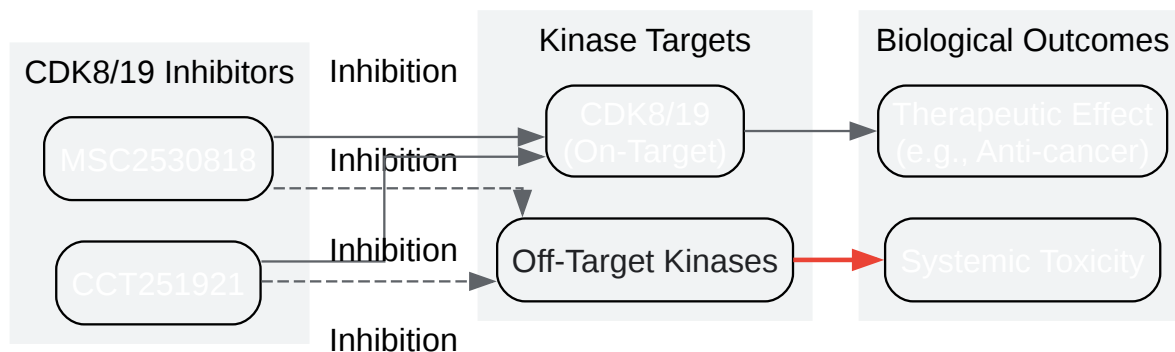 CDK8/19 Inhibitors
MSC2530818
CCT251921
Inhibition
Inhibition
Inhibition
Inhibition
Kinase Targets
CDK8/19
(On-Target)
Off-Target Kinases
Biological Outcomes
Therapeutic Effect
(e.g., Anti-cancer)
Systemic Toxicity